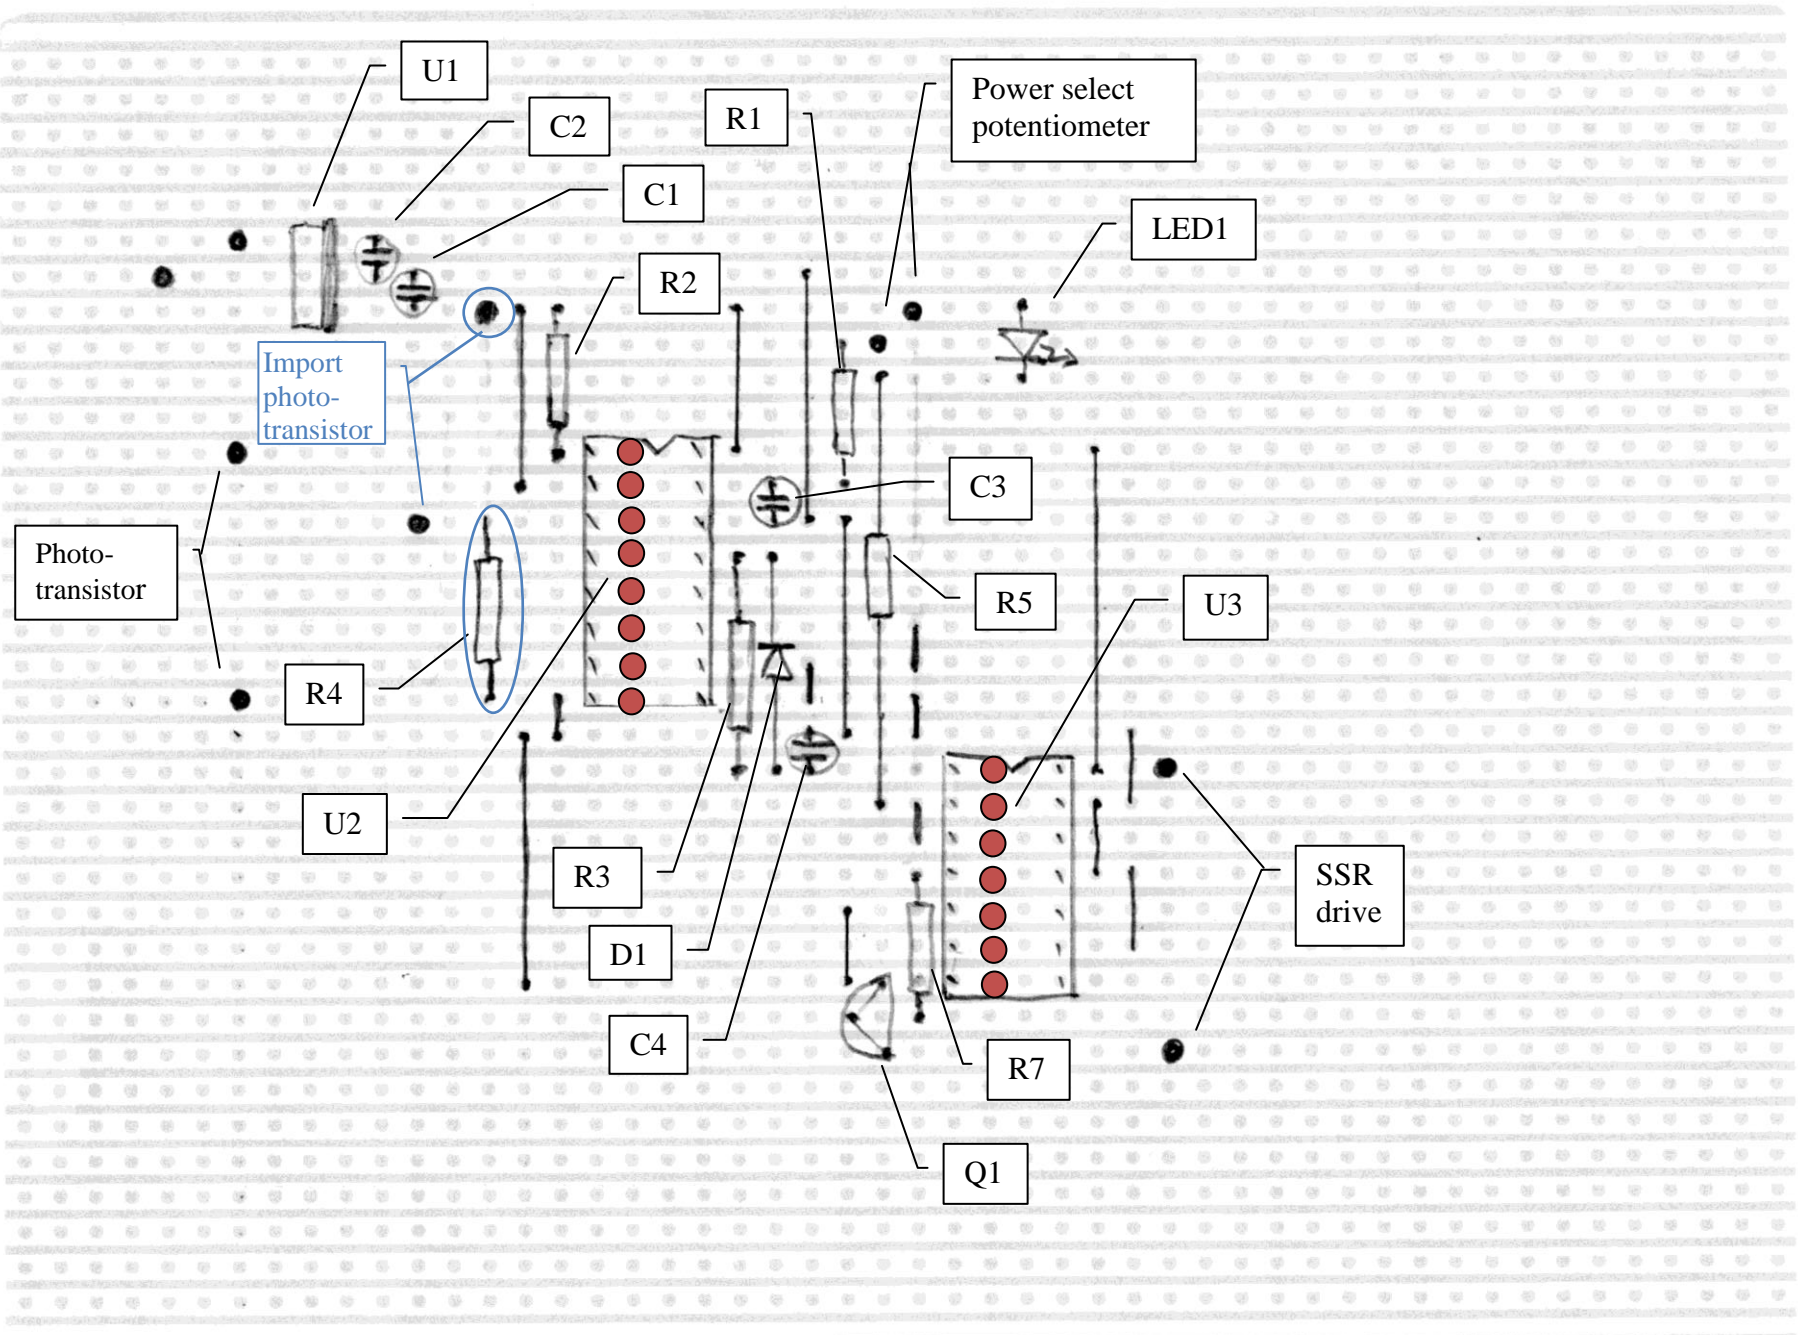 U1
Power select
potentiometer
C2
R1
C1
LED1
R2
Import
photo-
transistor
C3
Photo-
transistor
R5
U3
R4
U2
R3
SSR
drive
D1
C4
R7
Q1